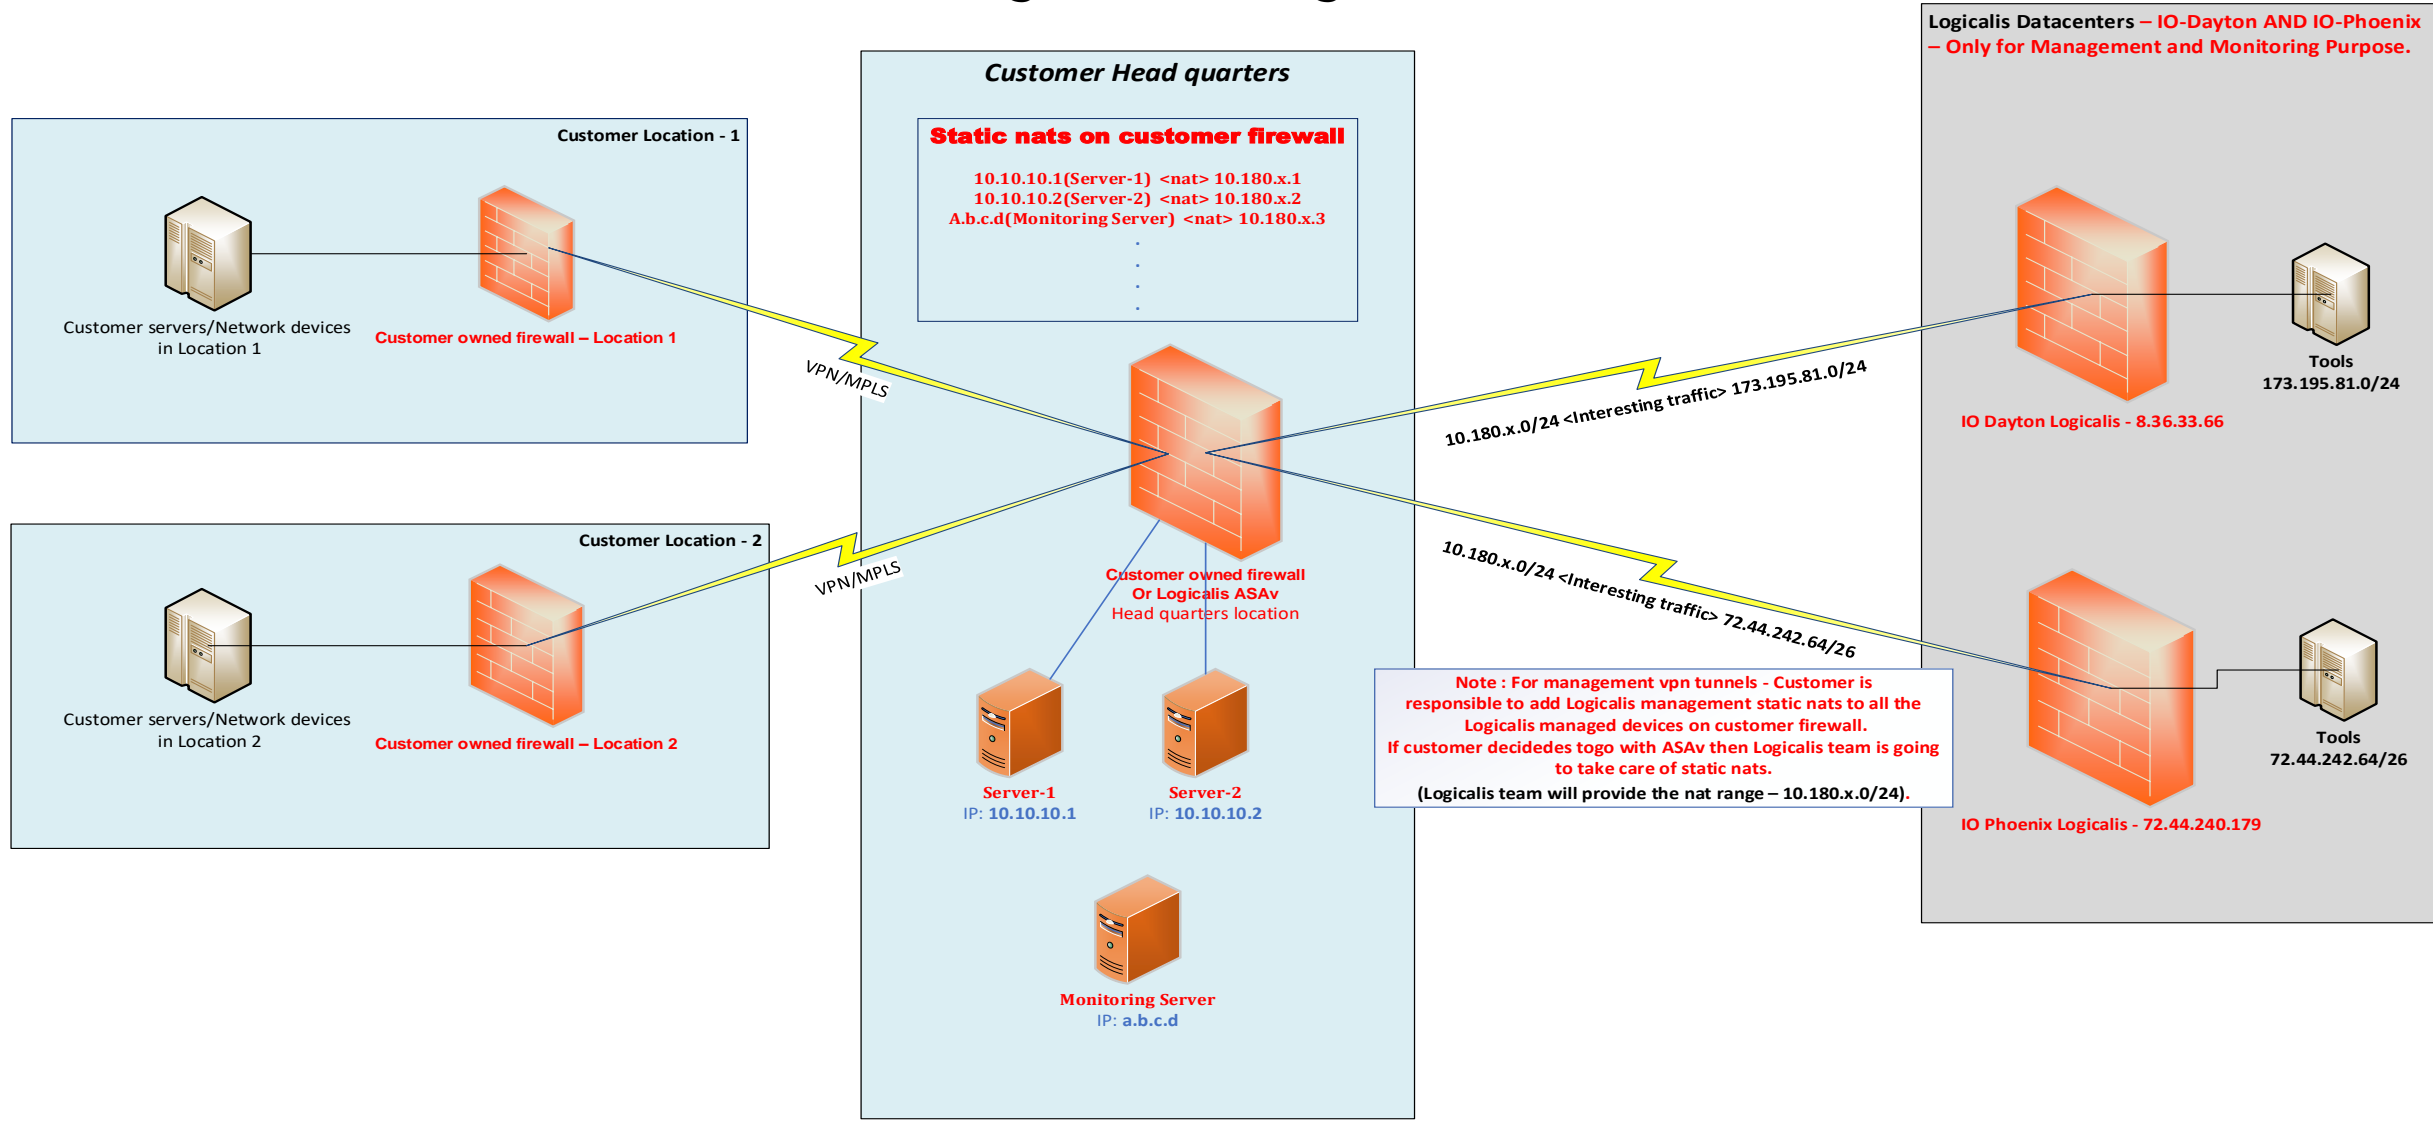 Logicalis Datacenters – IO-Dayton AND IO-Phoenix
– Only for Management and Monitoring Purpose.
Customer Head quarters
Static nats on customer firewall
10.10.10.1(Server-1) <nat> 10.180.x.1
10.10.10.2(Server-2) <nat> 10.180.x.2
A.b.c.d(Monitoring Server) <nat> 10.180.x.3
.
.
.
.
Customer Location - 1
Customer servers/Network devices
in Location 1
Customer owned firewall – Location 1
VPN/MPLS
Customer Location - 2
Customer servers/Network devices
in Location 2
Customer owned firewall – Location 2
VPN/MPLS
Customer owned firewall
Or Logicalis ASAv
Head quarters location
Server-1
IP: 10.10.10.1
Server-2
IP: 10.10.10.2
Monitoring Server
IP: a.b.c.d
10.180.x.0/24 <Interesting traffic> 173.195.81.0/24
10.180.x.0/24 <Interesting traffic> 72.44.242.64/26
Note : For management vpn tunnels - Customer is
responsible to add Logicalis management static nats to all the
Logicalis managed devices on customer firewall.
If customer decidedes togo with ASAv then Logicalis team is going
to take care of static nats.
(Logicalis team will provide the nat range – 10.180.x.0/24).
Tools
173.195.81.0/24
IO Dayton Logicalis - 8.36.33.66
Tools
72.44.242.64/26
IO Phoenix Logicalis - 72.44.240.179